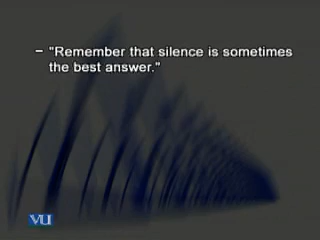 – "Remember that silence is sometimes
the best answer."
VU